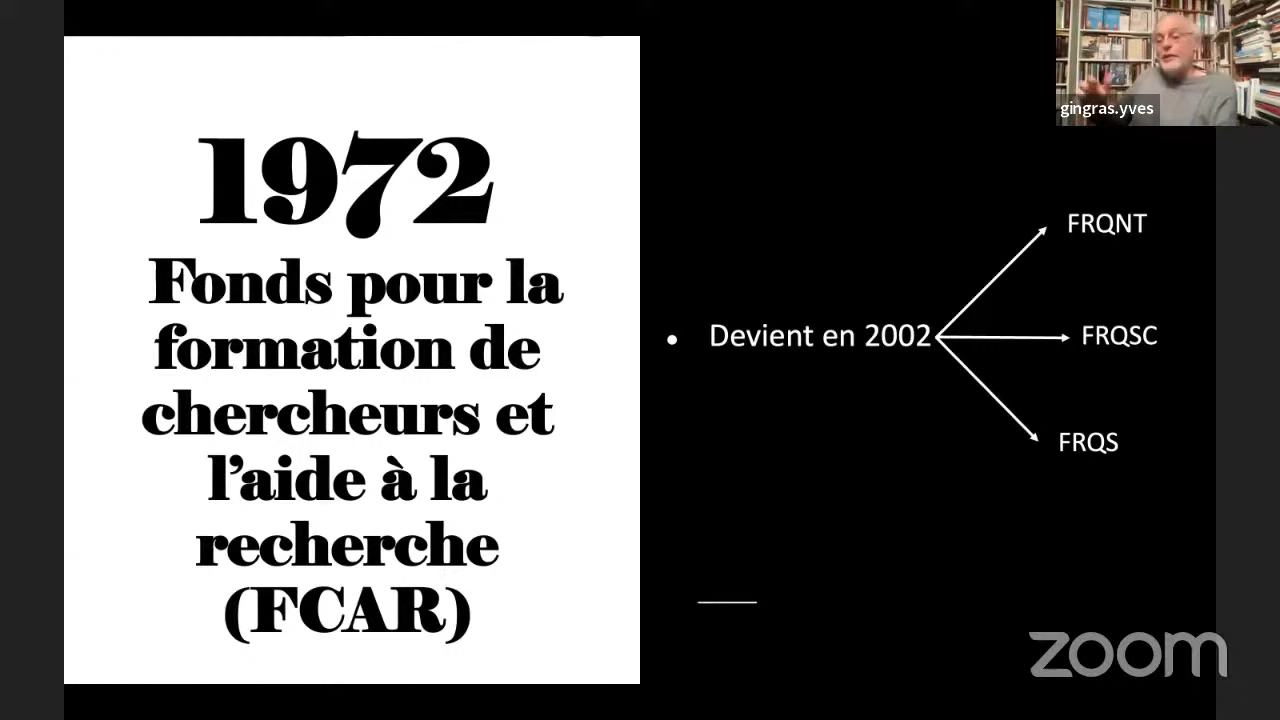 1972
Fonds pour la
formation de
chercheurs et
l’aide à la
recherche
(FCAR)
• Devient en 2002
FRQNT
FRQSC
FRQS
gingras.yves
zoom